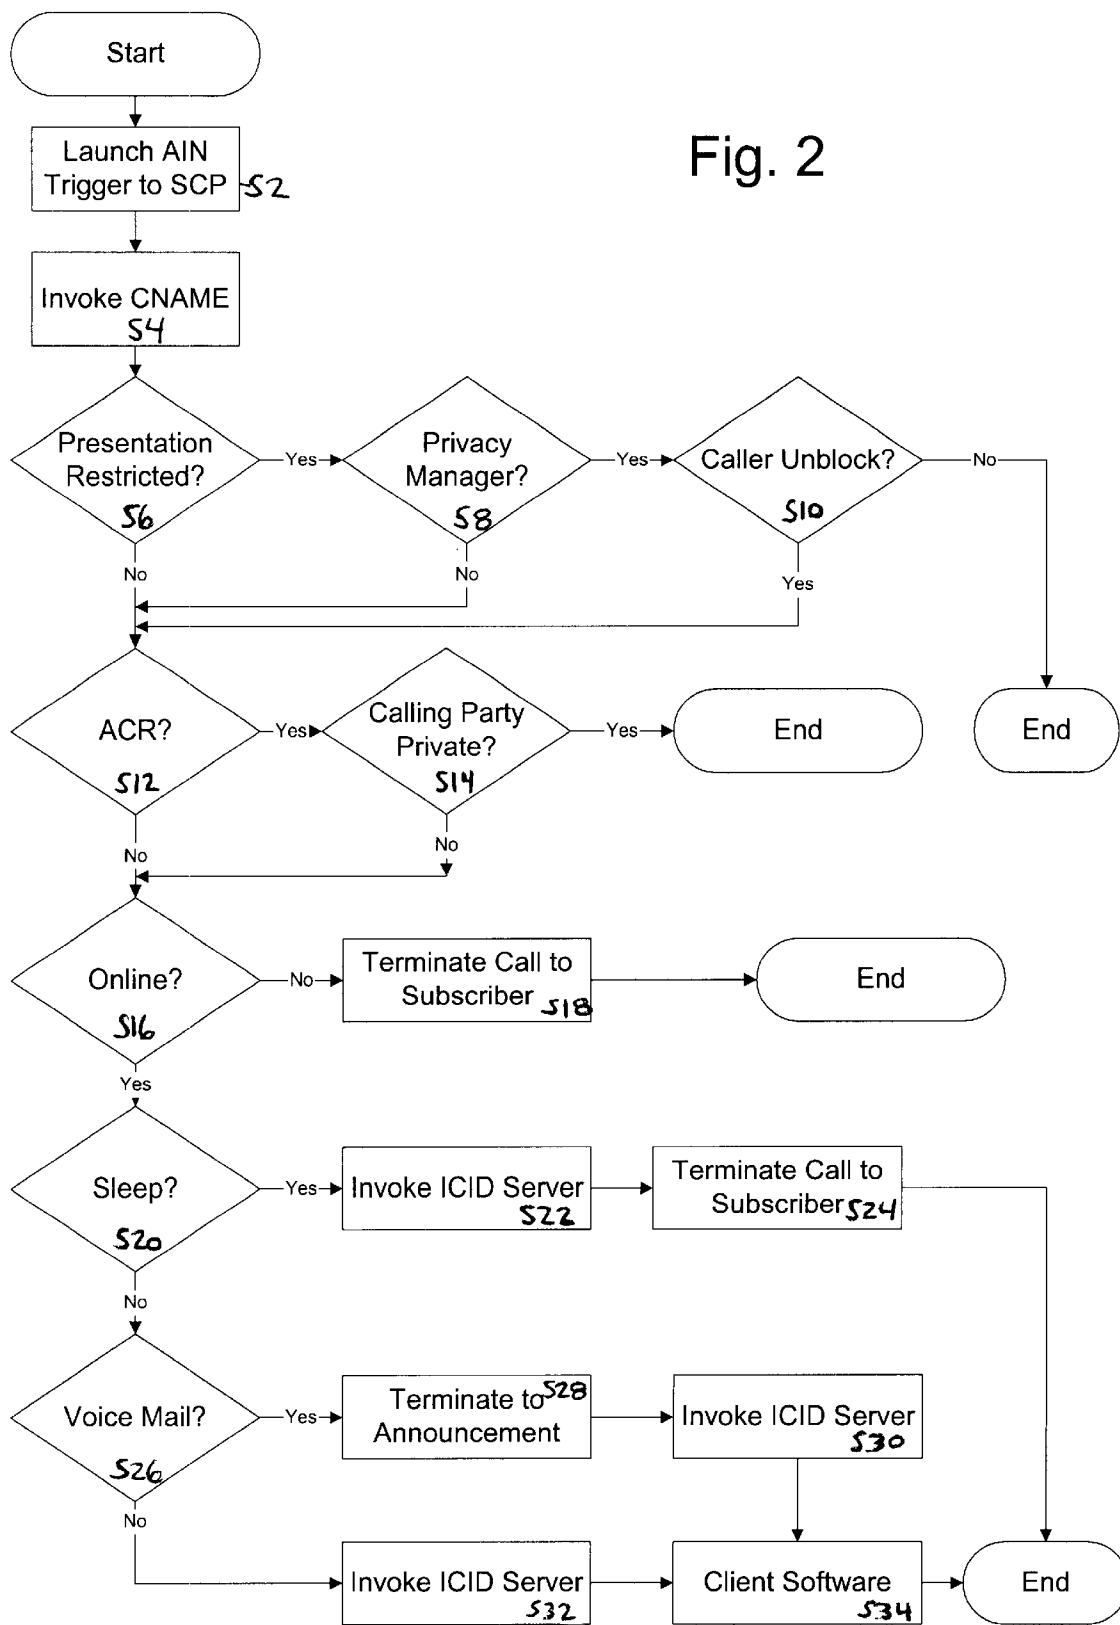 Start
Fig. 2
Launch AIN
Trigger to SCP
S2
Invoke CNAME
S4
Presentation
Restricted?
S6
Yes
Privacy
Manager?
S8
Yes
Caller Unblock?
S10
No
No
No
Yes
ACR?
S12
Yes
Calling Party
Private?
S14
Yes
End
End
No
No
Online?
S16
No
Terminate Call to
Subscriber
S18
End
Yes
Sleep?
S20
Yes
Invoke ICID Server
S22
Terminate Call to
Subscriber
S24
No
Voice Mail?
S26
Yes
Terminate to
Announcement
S28
Invoke ICID Server
S30
No
Invoke ICID Server
S32
Client Software
S34
End